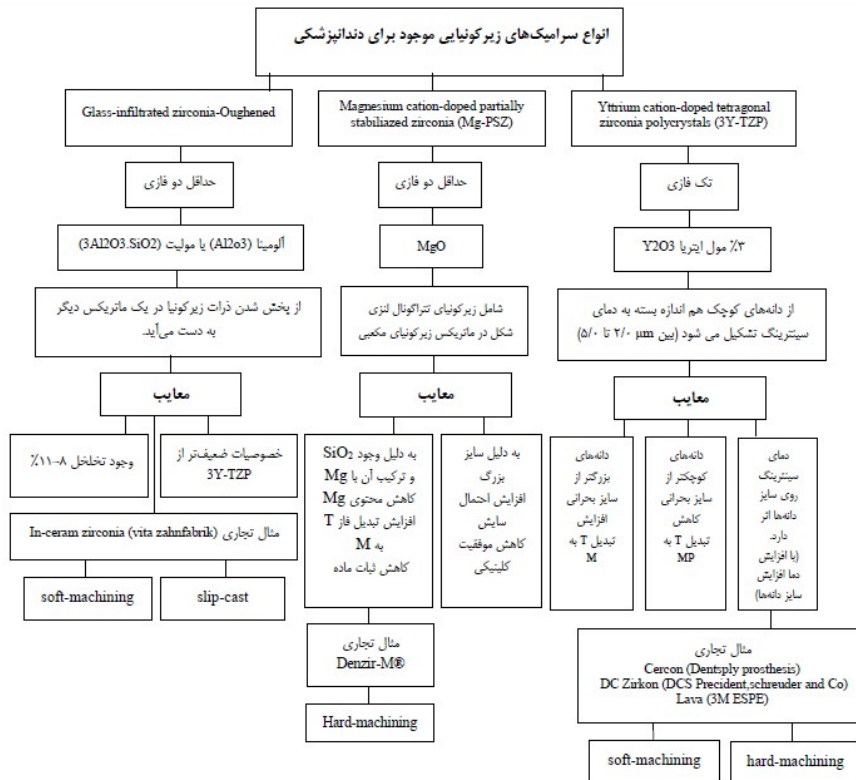 انواع سرامیک‌های زیرکونیایی موجود برای دندانپزشکی
Glass-infiltrated zirconia-Oughened
Magnesium cation-doped partially
stabiliazed zirconia (Mg-PSZ)
Yttrium cation-doped tetragonal
zirconia polycrystals (3Y-TZP)
حداقل دو فازی
حداقل دو فازی
تک فازی
آلومینا (Al2o3) یا مولیت (3Al2O3.SiO2)
MgO
۳٪ مول ایتریا Y2O3
از پخش شدن ذرات زیرکونیا در یک ماتریکس دیگر
به دست می‌آید.
شامل زیرکونیای تتراگونال لنزی
شکل در ماتریکس زیرکونیای مکعبی
از دانه‌های کوچک هم اندازه بسته به دمای
سینترینگ تشکیل می شود (بین ۲/۰ µm تا ۵/۰)
معایب
معایب
معایب
وجود تخلخل ۸-۱۱٪
خصوصیات ضعیف‌تر از
3Y-TZP
به دلیل وجود SiO2
و ترکیب آن با Mg
کاهش محتوی Mg
افزایش تبدیل فاز T
به M
کاهش ثبات ماده
به دلیل سایز
بزرگ
افزایش احتمال
سایش
کاهش موفقیت
کلینیکی
دانه‌های
بزرگتر از
سایز بحرانی
افزایش
تبدیل T به
M
دانه‌های
کوچکتر از
سایز بحرانی
کاهش
تبدیل T به
MP
دمای
سینترینگ
روی سایز
دانه‌ها اثر
دارد.
(با افزایش
دما افزایش
سایز دانه‌ها)
مثال تجاری In-ceram zirconia (vita zahnfabrik)
soft-machining
slip-cast
مثال تجاری
Denzir-M®
Hard-machining
مثال تجاری
Cercon (Dentsply prosthesis)
DC Zirkon (DCS Precident,schreuder and Co)
Lava (3M ESPE)
soft-machining
hard-machining